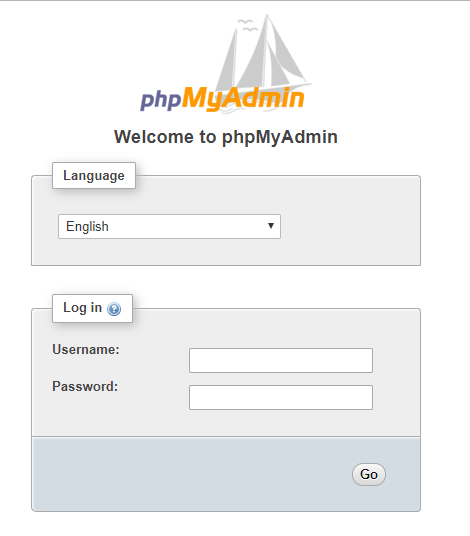 phpMyAdmin
Welcome to phpMyAdmin
Language
English
Log in
Username:
Password:
Go